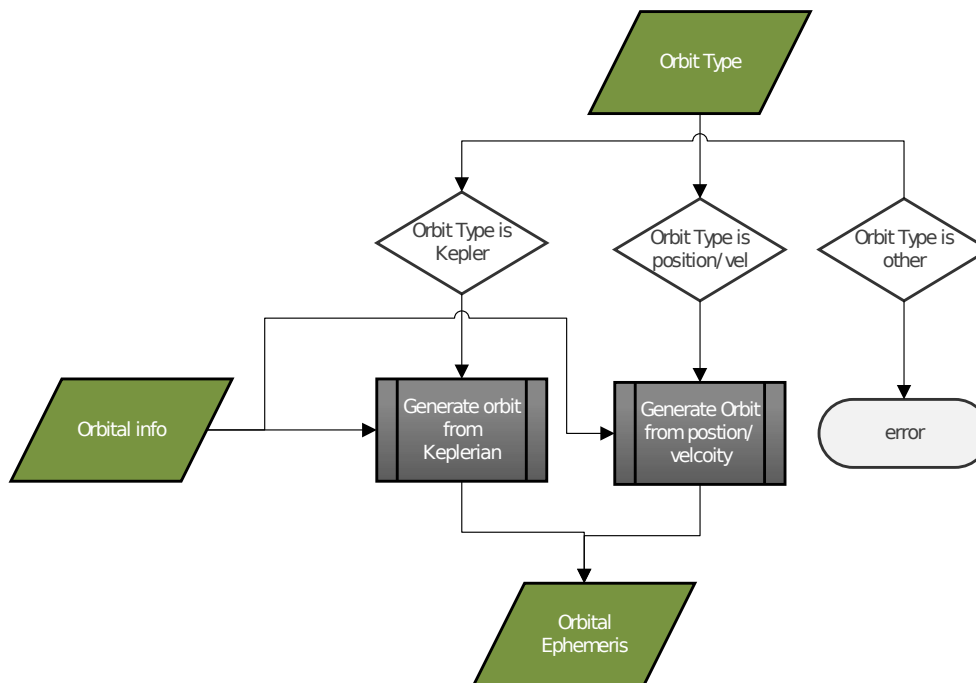 Orbit Type
Orbit Type is
Kepler
Orbit Type is
position/vel
Orbit Type is
other
Orbital info
Generate orbit
from
Keplerian
Generate Orbit
from postion/
velcoity
error
Orbital
Ephemeris